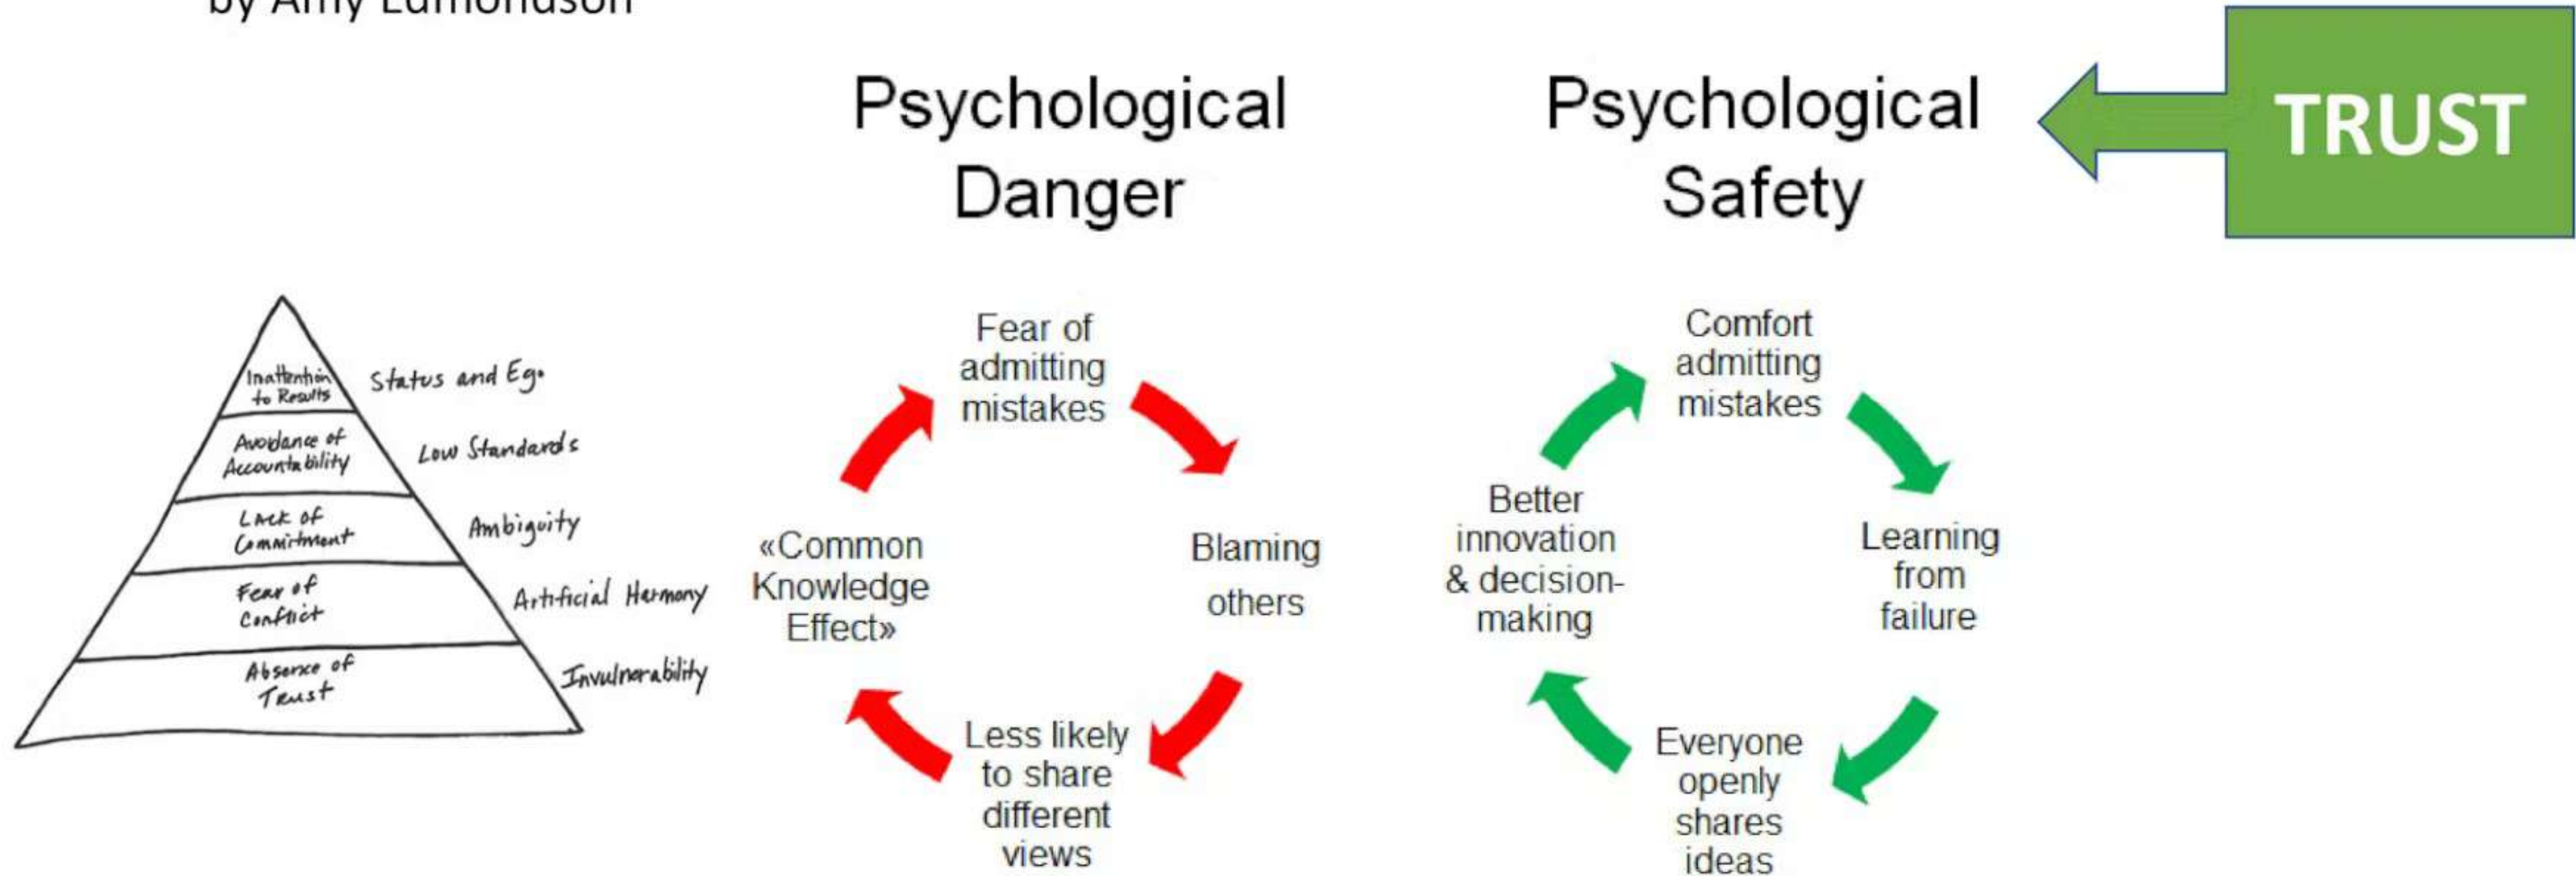 by Amy Edmondson
Psychological
Danger
Psychological
Safety
TRUST
Inattention
to Results
Status and Ego
Avoidance of
Accountability
Low Standards
Lack of
Commitment
Ambiguity
Fear of
Conflict
Artificial Harmony
Absence of
Trust
Invulnerability
Fear of
admitting
mistakes
Blaming
others
Less likely
to share
different
views
«Common
Knowledge
Effect»
Comfort
admitting
mistakes
Learning
from
failure
Everyone
openly
shares
ideas
Better
innovation
& decision-
making